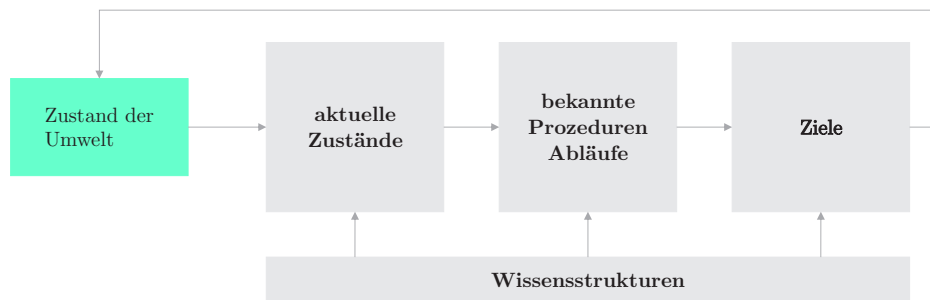 Zustand der
Umwelt
aktuelle
Zustände
bekannte
Prozeduren
Abläufe
Ziele
Wissensstrukturen